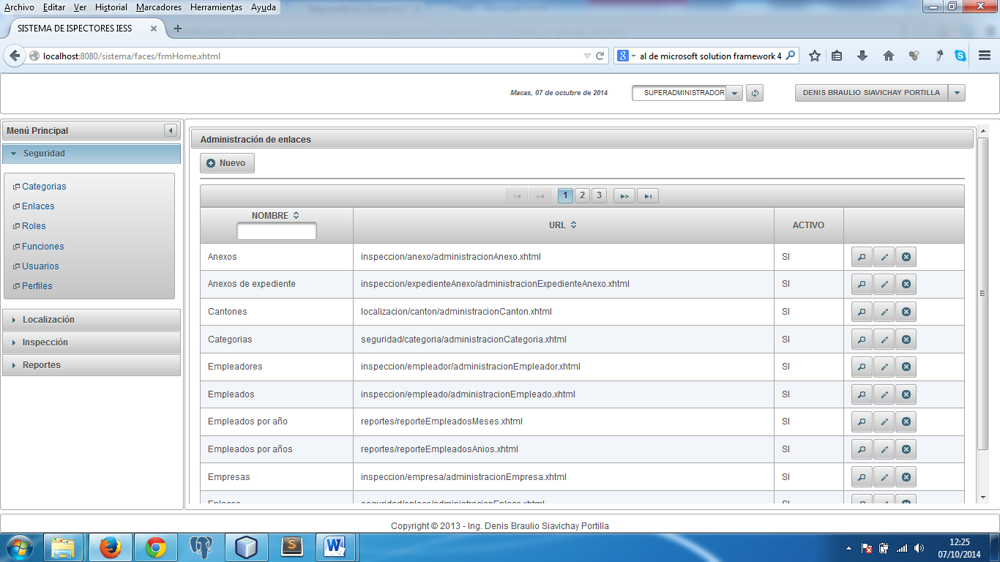 Archivo Editar Ver Historial Marcadores Herramientas Ayuda
SISTEMA DE ISPECTORES IESS
localhost:8080/sistema/faces/frmHome.xhtml
al de microsoft solution framework 4
Macas, 07 de octubre de 2014
SUPERADMINISTRADOR
DENIS BRAULIO SIAVICHAY PORTILLA
Menú Principal
Seguridad
Categorias
Enlaces
Roles
Funciones
Usuarios
Perfiles
Localización
Inspección
Reportes
Administración de enlaces
Nuevo
1 2 3
NOMBRE URL ACTIVO
Anexos inspeccion/anexo/administracionAnexo.xhtml SI
Anexos de expediente inspeccion/expedienteAnexo/administracionExpedienteAnexo.xhtml SI
Cantones localizacion/canton/administracionCanton.xhtml SI
Categorias seguridad/categoria/administracionCategoria.xhtml SI
Empleadores inspeccion/empleador/administracionEmpleador.xhtml SI
Empleados inspeccion/empleado/administracionEmpleado.xhtml SI
Empleados por año reportes/reporteEmpleadosMeses.xhtml SI
Empleados por años reportes/reporteEmpleadosAnios.xhtml SI
Empresas inspeccion/empresa/administracionEmpresa.xhtml SI
Enlaces seguridad/enlace/administracionEnlace.xhtml SI
Copyright © 2013 - Ing. Denis Braulio Siavichay Portilla
12:25
07/10/2014